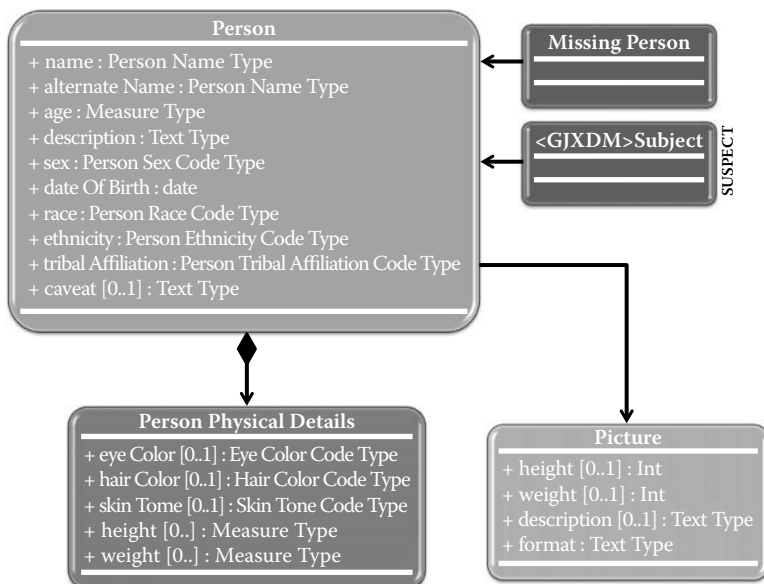 Person
+ name : Person Name Type
+ alternate Name : Person Name Type
+ age : Measure Type
+ description : Text Type
+ sex : Person Sex Code Type
+ date Of Birth : date
+ race : Person Race Code Type
+ ethnicity : Person Ethnicity Code Type
+ tribal Affiliation : Person Tribal Affiliation Code Type
+ caveat [0..1] : Text Type
Missing Person
<GJXDM>Subject
SUSPECT
Person Physical Details
+ eye Color [0..1] : Eye Color Code Type
+ hair Color [0..1] : Hair Color Code Type
+ skin Tome [0..1] : Skin Tone Code Type
+ height [0..] : Measure Type
+ weight [0..] : Measure Type
Picture
+ height [0..1] : Int
+ weight [0..1] : Int
+ description [0..1] : Text Type
+ format : Text Type